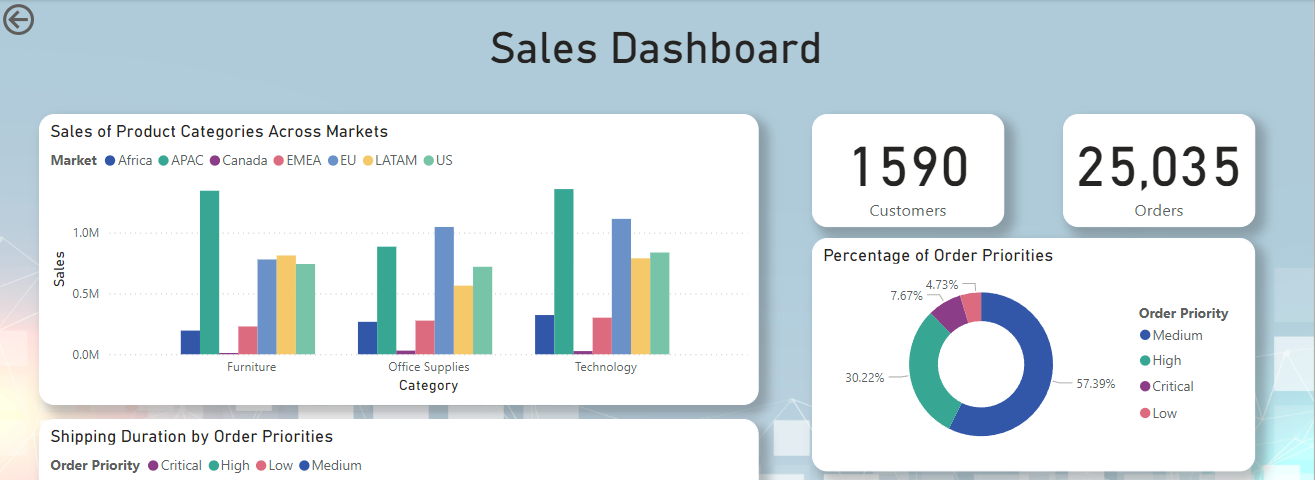 Sales Dashboard
Sales of Product Categories Across Markets
Market Africa APAC Canada EMEA EU LATAM US
1.0M
0.5M
0.0M
Sales
Furniture Office Supplies Technology
Category
1590
Customers
25,035
Orders
Percentage of Order Priorities
4.73%
7.67%
30.22%
57.39%
Order Priority
Medium
High
Critical
Low
Shipping Duration by Order Priorities
Order Priority Critical High Low Medium